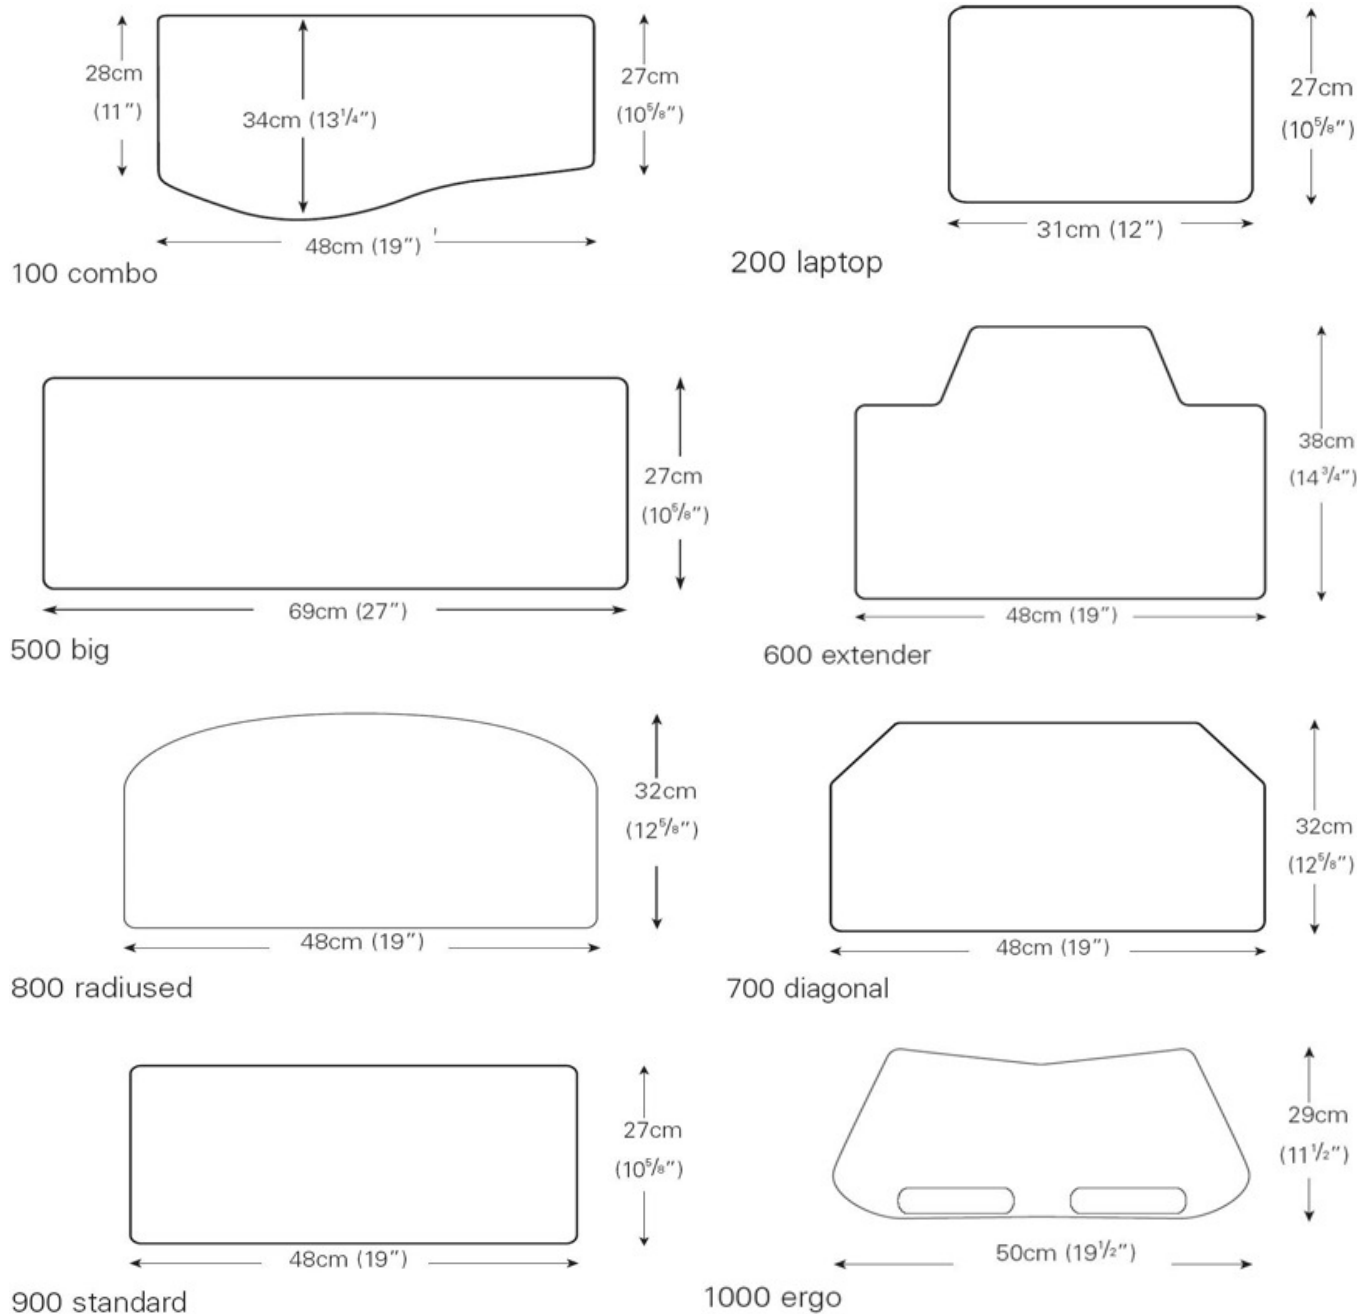 28cm
(11″)
34cm (13¼″)
27cm
(10⅝″)
48cm (19″)
100 combo
27cm
(10⅝″)
31cm (12″)
200 laptop
27cm
(10⅝″)
69cm (27″)
500 big
38cm
(14¾″)
48cm (19″)
600 extender
32cm
(12⅝″)
48cm (19″)
800 radiused
32cm
(12⅝″)
48cm (19″)
700 diagonal
27cm
(10⅝″)
48cm (19″)
900 standard
29cm
(11½″)
50cm (19½″)
1000 ergo